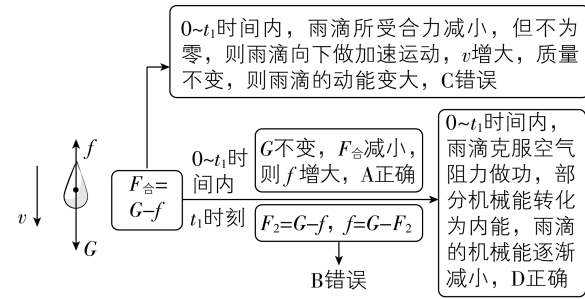 0~t₁时间内，雨滴所受合力减小，但不为
零，则雨滴向下做加速运动，v增大，质量
不变，则雨滴的动能变大，C错误
f
v
G
F合=
G-f
0~t₁时
间内
t₁时刻
G不变，F合减小，
则f增大，A正确
F₂=G-f，f=G-F₂
B错误
0~t₁时间内，
雨滴克服空气
阻力做功，部
分机械能转化
为内能，雨滴
的机械能逐渐
减小，D正确